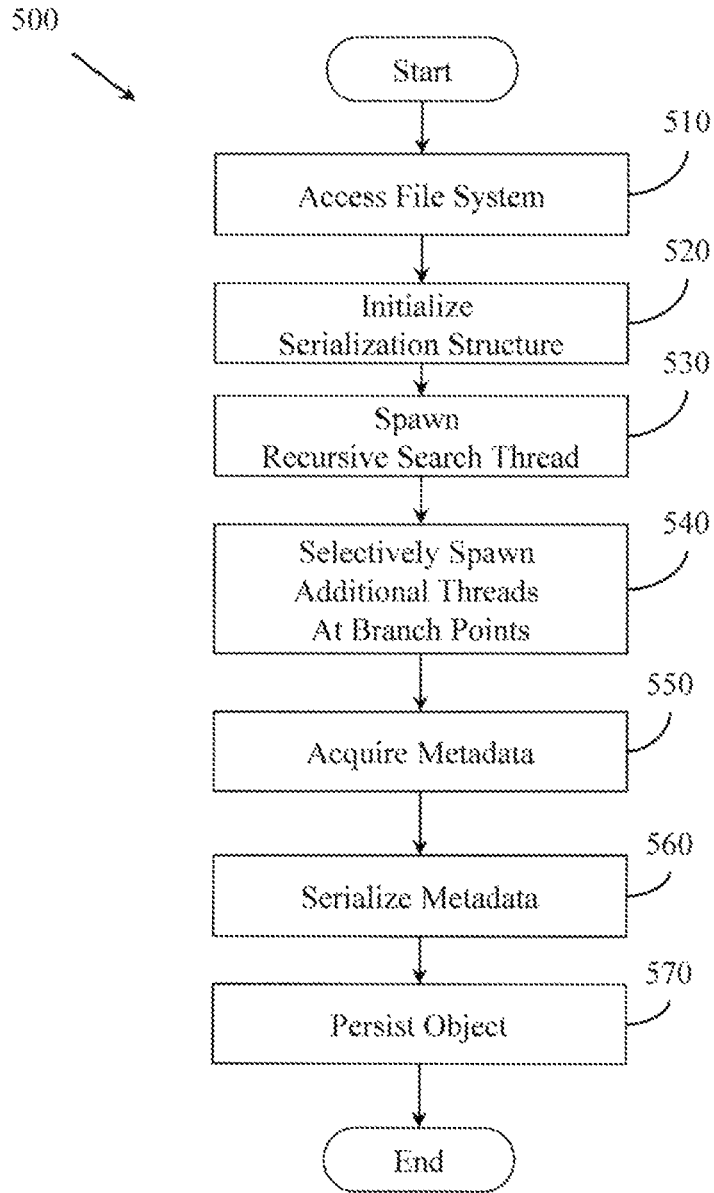 500
Start
510
Access File System
520
Initialize
Serialization Structure
530
Spawn
Recursive Search Thread
540
Selectively Spawn
Additional Threads
At Branch Points
550
Acquire Metadata
560
Serialize Metadata
570
Persist Object
End